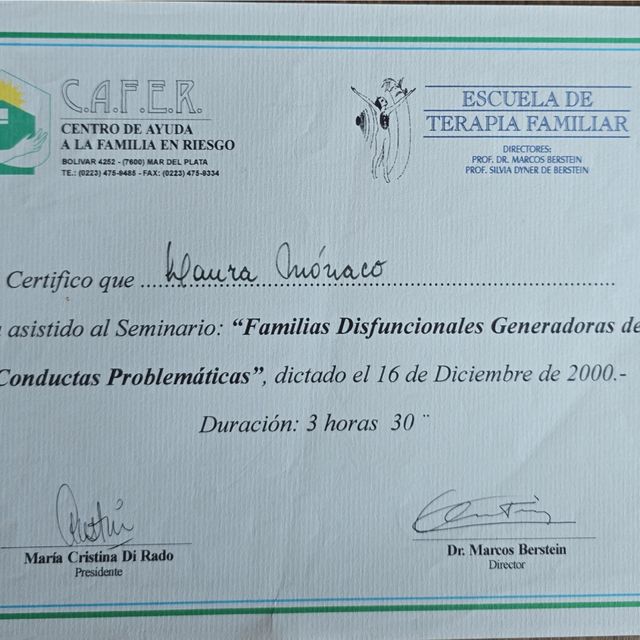 C.A.F.E.R.
CENTRO DE AYUDA
A LA FAMILIA EN RIESGO
BOLIVAR 4252 - (7600) MAR DEL PLATA
TE.: (0223) 475-9485 - FAX: (0223) 475-9334
ESCUELA DE
TERAPIA FAMILIAR
DIRECTORES:
PROF. DR. MARCOS BERSTEIN
PROF. SILVIA DYNER DE BERSTEIN
Certifico que Maura Mónaco
asistido al Seminario: “Familias Disfuncionales Generadoras de
Conductas Problemáticas”, dictado el 16 de Diciembre de 2000.-
Duración: 3 horas 30 ¨
María Cristina Di Rado
Presidente
Dr. Marcos Berstein
Director